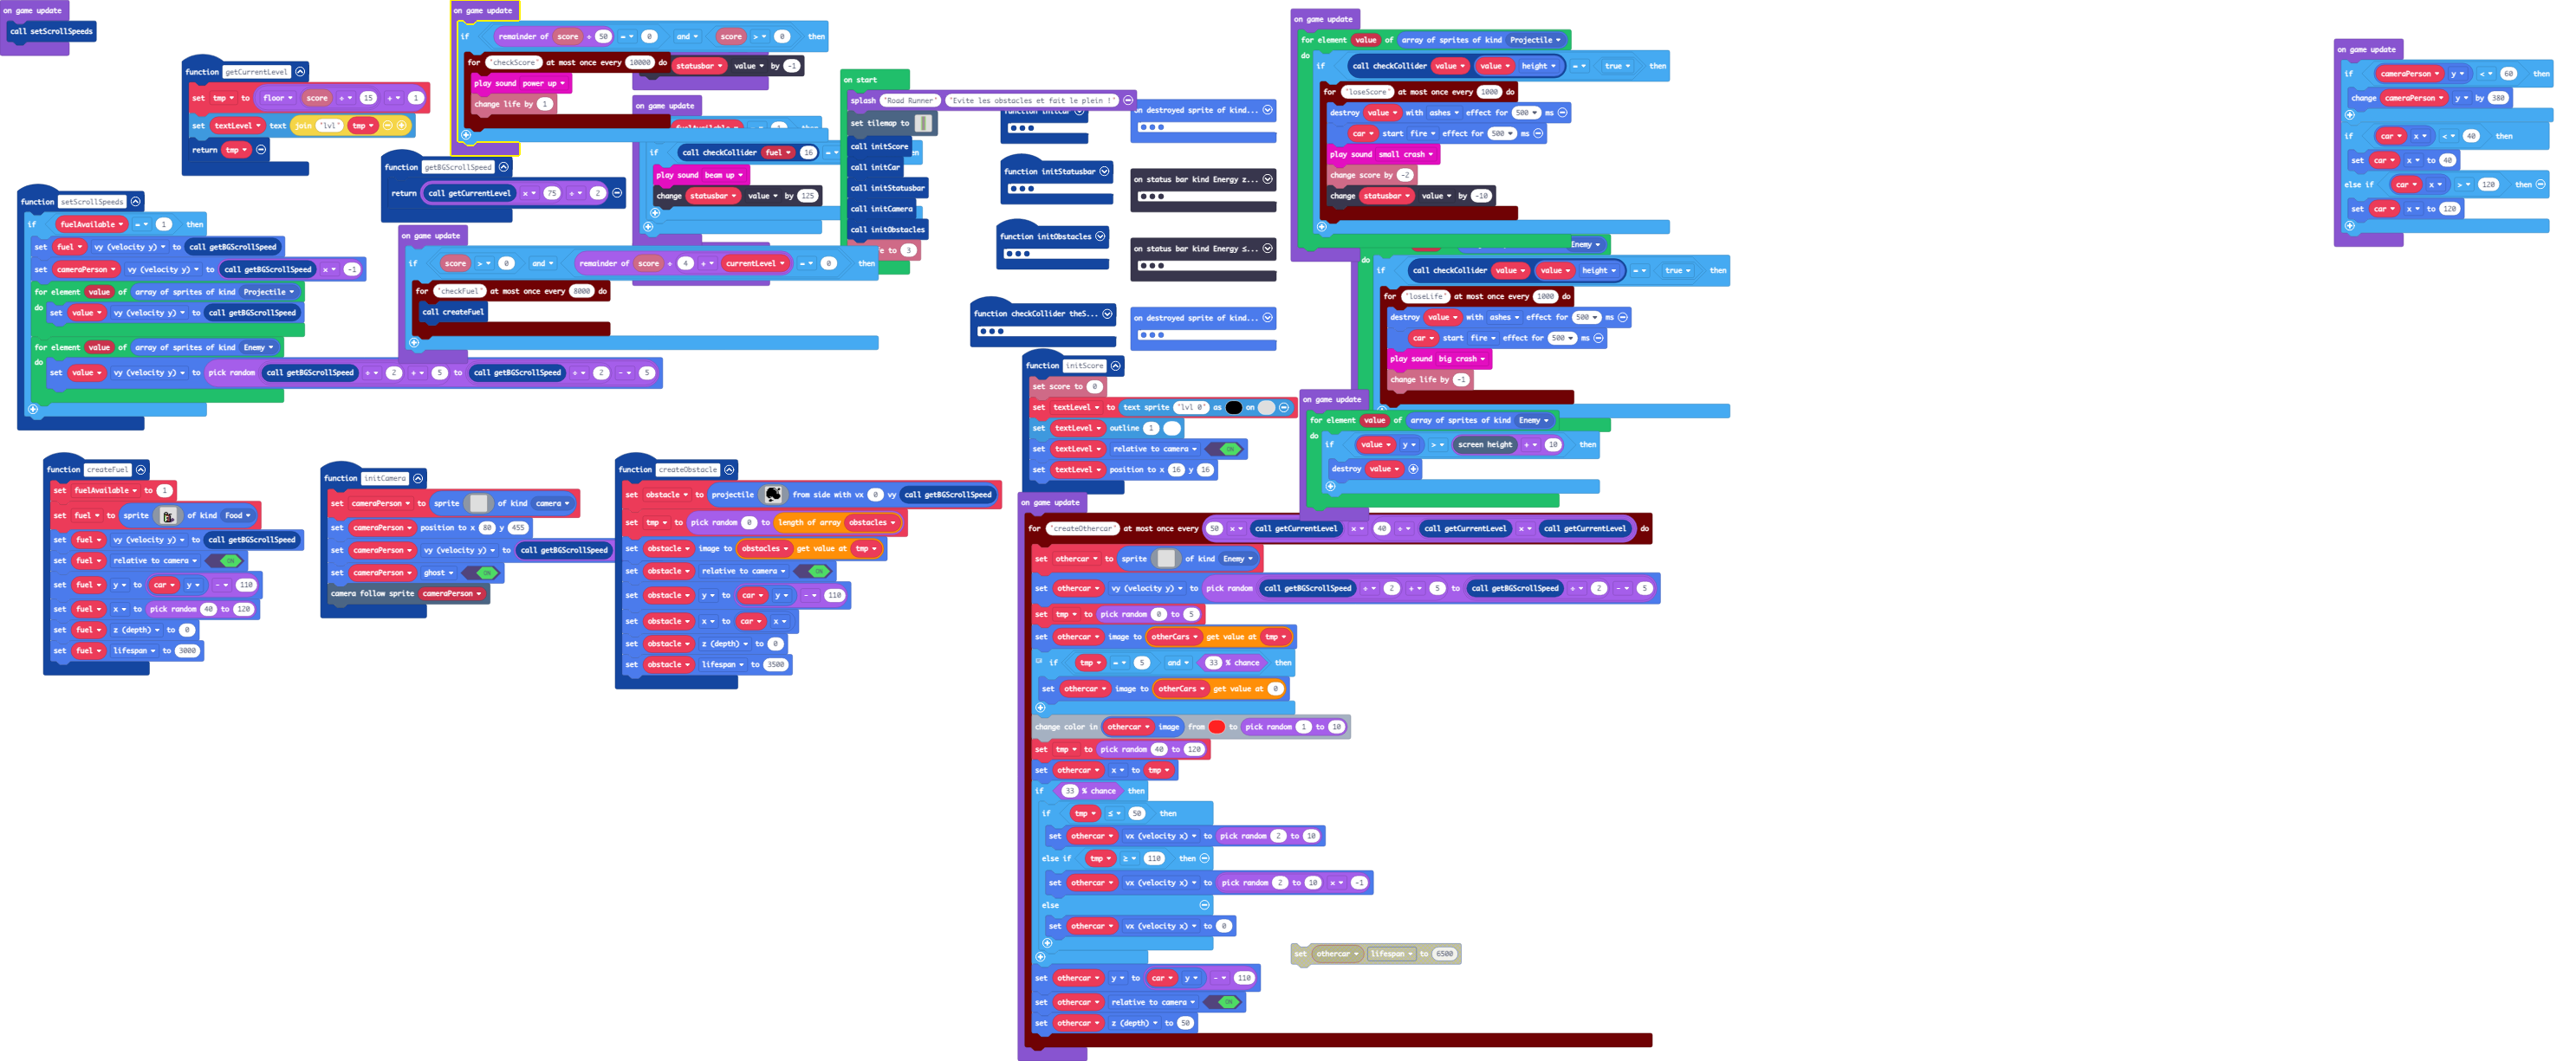 on game update
call setScrollSpeeds
function getCurrentLevel
set tmp to floor score ÷ 15 + 1
set textLevel text join "lvl" tmp
return tmp
function setScrollSpeeds
if fuelAvailable = 1 then
set fuel vy (velocity y) to call getBGScrollSpeed
set cameraPerson vy (velocity y) to call getBGScrollSpeed × -1
for element value of array of sprites of kind Projectile
do set value vy (velocity y) to call getBGScrollSpeed
for element value of array of sprites of kind Enemy
do set value vy (velocity y) to pick random call getBGScrollSpeed ÷ 2 + 5 to call getBGScrollSpeed ÷ 2 - 5
on game update
if remainder of score ÷ 50 = 0 and score > 0 then
for "checkScore" at most once every 10000 do
play sound power up
change life by 1
statusbar value by -1
function getBGScrollSpeed
return call getCurrentLevel × 75 ÷ 2
on game update
if call checkCollider fuel 16 =
play sound beam up
change statusbar value by 125
on game update
if score > 0 and remainder of score ÷ 4 + currentLevel = 0 then
for "checkFuel" at most once every 8000 do
call createFuel
on start
splash "Road Runner" "Evite les obstacles et fait le plein !"
set tilemap to
call initScore
call initCar
call initStatusbar
call initCamera
call initObstacles
to 3
function initCar
function initStatusbar
function initObstacles
function checkCollider theS...
on destroyed sprite of kind...
on status bar kind Energy z...
on status bar kind Energy ≤...
on destroyed sprite of kind...
on game update
for element value of array of sprites of kind Projectile
do if call checkCollider value value height = true then
for "loseScore" at most once every 1000 do
destroy value with ashes effect for 500 ms
car start fire effect for 500 ms
play sound small crash
change score by -2
change statusbar value by -10
Enemy
do if call checkCollider value value height = true then
for "loseLife" at most once every 1000 do
destroy value with ashes effect for 500 ms
car start fire effect for 500 ms
play sound big crash
change life by -1
on game update
for element value of array of sprites of kind Enemy
do if value y > screen height + 10 then
destroy value
on game update
if cameraPerson y < 60 then
change cameraPerson y by 380
if car x < 40 then
set car x to 40
else if car x > 120 then
set car x to 120
function initScore
set score to 0
set textLevel to text sprite "lvl 0" as on
set textLevel outline 1
set textLevel relative to camera ON
set textLevel position to x 16 y 16
function createFuel
set fuelAvailable to 1
set fuel to sprite of kind Food
set fuel vy (velocity y) to call getBGScrollSpeed
set fuel relative to camera ON
set fuel y to car y - 110
set fuel x to pick random 40 to 120
set fuel z (depth) to 0
set fuel lifespan to 3000
function initCamera
set cameraPerson to sprite of kind camera
set cameraPerson position to x 80 y 455
set cameraPerson vy (velocity y) to call getBGScrollSpeed
set cameraPerson ghost ON
camera follow sprite cameraPerson
function createObstacle
set obstacle to projectile from side with vx 0 vy call getBGScrollSpeed
set tmp to pick random 0 to length of array obstacles
set obstacle image to obstacles get value at tmp
set obstacle relative to camera ON
set obstacle y to car y - 110
set obstacle x to car x
set obstacle z (depth) to 0
set obstacle lifespan to 3500
on game update
for "createOthercar" at most once every 50 × call getCurrentLevel × 40 ÷ call getCurrentLevel × call getCurrentLevel do
set othercar to sprite of kind Enemy
set othercar vy (velocity y) to pick random call getBGScrollSpeed ÷ 2 + 5 to call getBGScrollSpeed ÷ 2 - 5
set tmp to pick random 0 to 5
set othercar image to otherCars get value at tmp
if tmp = 5 and 33 % chance then
set othercar image to otherCars get value at 0
change color in othercar image from to pick random 1 to 10
set tmp to pick random 40 to 120
set othercar x to tmp
if 33 % chance then
if tmp ≤ 50 then
set othercar vx (velocity x) to pick random 2 to 10
else if tmp ≥ 110 then
set othercar vx (velocity x) to pick random 2 to 10 × -1
else
set othercar vx (velocity x) to 0
set othercar lifespan to 6500
set othercar y to car y - 110
set othercar relative to camera ON
set othercar z (depth) to 50